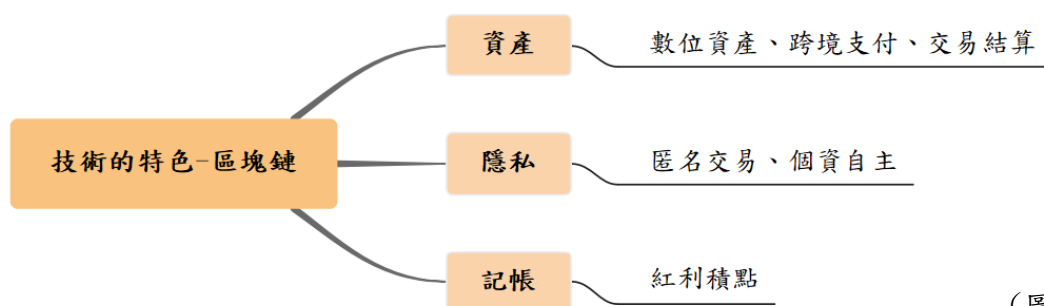 資產
數位資產、跨境支付、交易結算
技術的特色-區塊鏈
隱私
匿名交易、個資自主
記帳
紅利積點